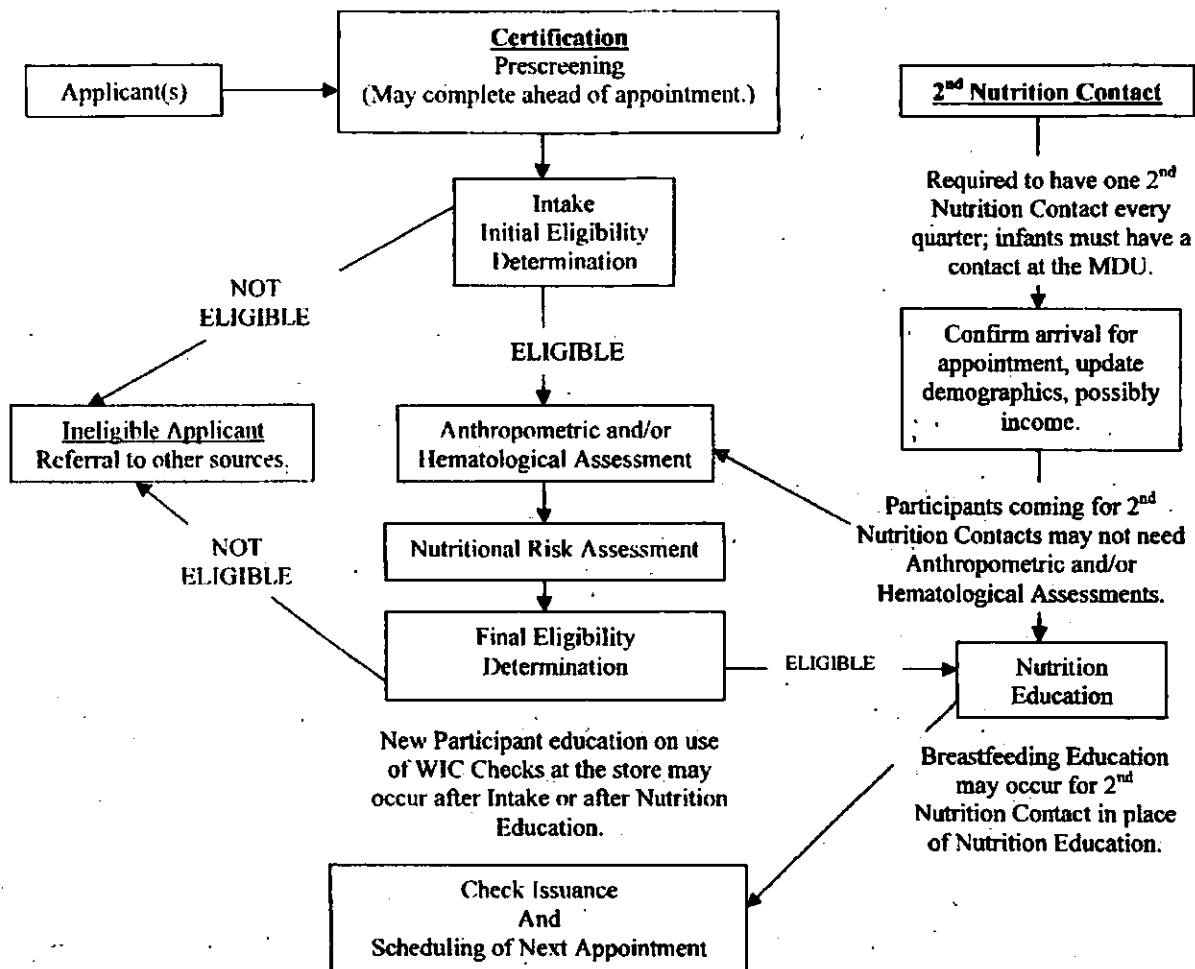 Applicant(s)
Certification
Prescreening
(May complete ahead of appointment.)
Intake
Initial Eligibility
Determination
NOT
ELIGIBLE
ELIGIBLE
Ineligible Applicant
Referral to other sources.
Anthropometric and/or
Hematological Assessment
NOT
ELIGIBLE
Nutritional Risk Assessment
Final Eligibility
Determination
ELIGIBLE
New Participant education on use
of WIC Checks at the store may
occur after Intake or after Nutrition
Education.
Check Issuance
And
Scheduling of Next Appointment
2nd Nutrition Contact
Required to have one 2nd
Nutrition Contact every
quarter; infants must have a
contact at the MDU.
Confirm arrival for
appointment, update
demographics, possibly
income.
Participants coming for 2nd
Nutrition Contacts may not need
Anthropometric and/or
Hematological Assessments.
Nutrition
Education
Breastfeeding Education
may occur for 2nd
Nutrition Contact in place
of Nutrition Education.